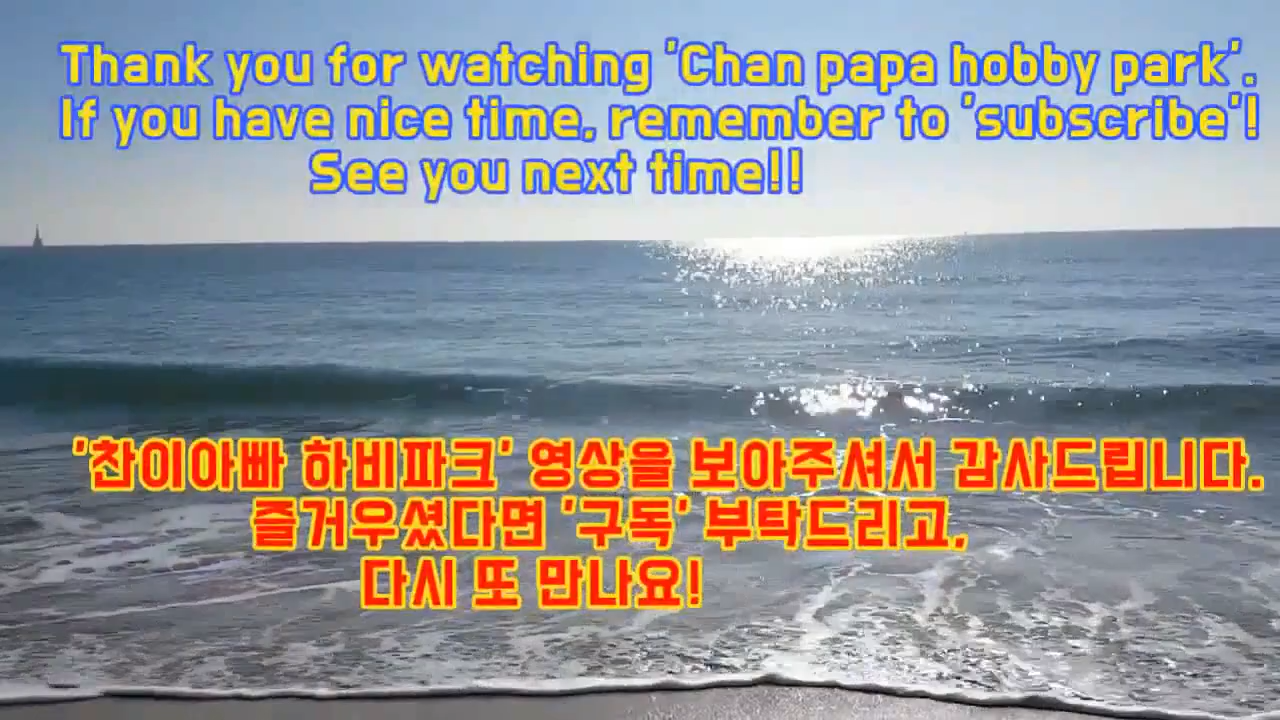 Thank you for watching 'Chan papa hobby park'.
If you have nice time, remember to 'subscribe'!
See you next time!!
'찬이아빠 하비파크' 영상을 보아주셔서 감사드립니다.
즐거우셨다면 '구독' 부탁드리고,
다시 또 만나요!